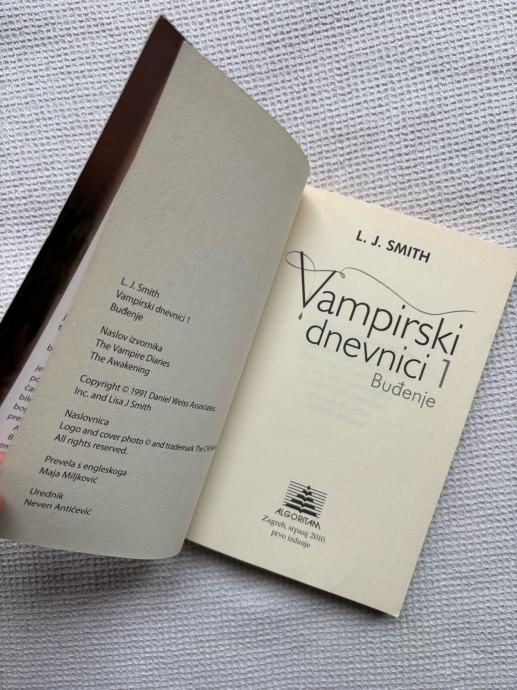 L. J. Smith
Vampirski dnevnici 1
Buđenje
Naslov izvornika
The Vampire Diaries
The Awakening
Copyright © 1991 Daniel Weiss Associates,
Inc. and Lisa J Smith
Naslovnica
Logo and cover photo © and trademark The CW
All rights reserved.
Prevela s engleskoga
Maja Miljković
Urednik
Neven Antičević
L. J. SMITH
Vampirski
dnevnici 1
Buđenje
ALGORITAM
Zagreb, srpanj 2010.
prvo izdanje